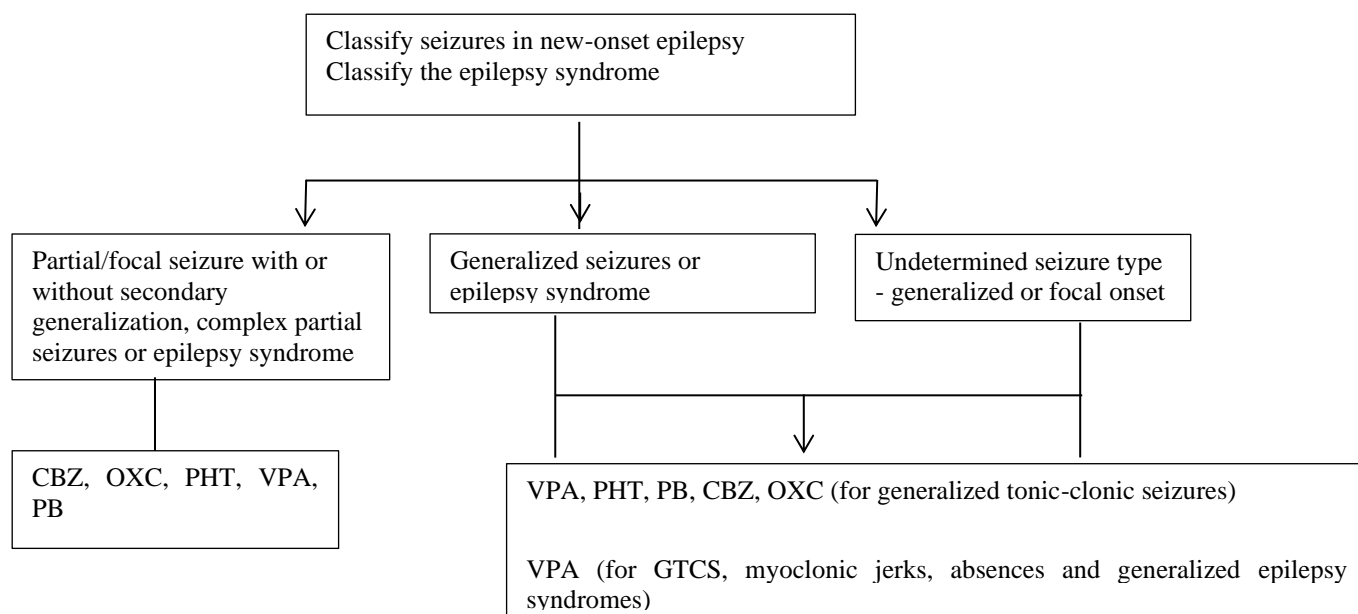 Classify seizures in new-onset epilepsy
Classify the epilepsy syndrome
Partial/focal seizure with or
without secondary
generalization, complex partial
seizures or epilepsy syndrome
Generalized seizures or
epilepsy syndrome
Undetermined seizure type
- generalized or focal onset
CBZ, OXC, PHT, VPA,
PB
VPA, PHT, PB, CBZ, OXC (for generalized tonic-clonic seizures)
VPA (for GTCS, myoclonic jerks, absences and generalized epilepsy
syndromes)